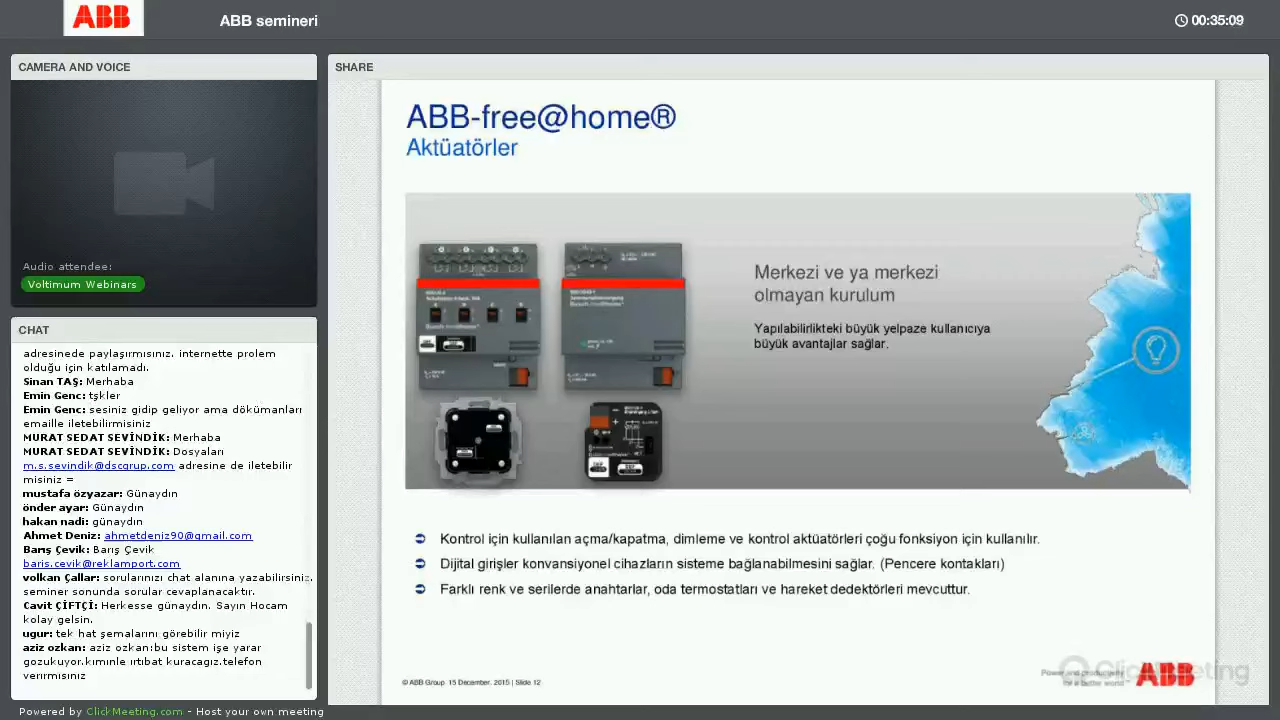 ABB
ABB semineri
00:35:09
CAMERA AND VOICE
Audio attendee:
Voltimum Webinars
CHAT
adresinede paylaşırmısınız. internette prolem
olduğu için katılamadı.
Sinan TAŞ: Merhaba
Emin Genc: tşkler
Emin Genc: sesiniz gidip geliyor ama dökümanları
emaille iletebilirmisiniz
MURAT SEDAT SEVİNDİK: Merhaba
MURAT SEDAT SEVİNDİK: Dosyaları
m.s.sevindik@dscgrup.com adresine de iletebilir
misiniz =
mustafa özyazar: Günaydın
önder ayar: Günaydın
hakan nadi: günaydın
Ahmet Deniz: ahmetdeniz90@gmail.com
Barış Çevik: Barış Çevik
baris.cevik@reklamport.com
volkan Çallar: sorularınızı chat alanına yazabilirsiniz.
seminer sonunda sorular cevaplanacaktır.
Cavit ÇİFTÇİ: Herkesse günaydın. Sayın Hocam
kolay gelsin.
ugur: tek hat şemalarını görebilir miyiz
aziz ozkan: aziz ozkan:bu sistem işe yarar
gozukuyor.kımınle ırtıbat kuracagız.telefon
verirmisiniz
SHARE
ABB-free@home®
Aktüatörler
Merkezi ve ya merkezi
olmayan kurulum
Yapılabilirlikteki büyük yelpaze kullanıcıya
büyük avantajlar sağlar.
Kontrol için kullanılan açma/kapatma, dimleme ve kontrol aktüatörleri çoğu fonksiyon için kullanılır.
Dijital girişler konvansiyonel cihazların sisteme bağlanabilmesini sağlar. (Pencere kontakları)
Farklı renk ve serilerde anahtarlar, oda termostatları ve hareket dedektörleri mevcuttur.
© ABB Group 15 December, 2015 | Slide 12
Power and productivity
for a better world™
ABB
ClickMeeting
Powered by ClickMeeting.com - Host your own meeting